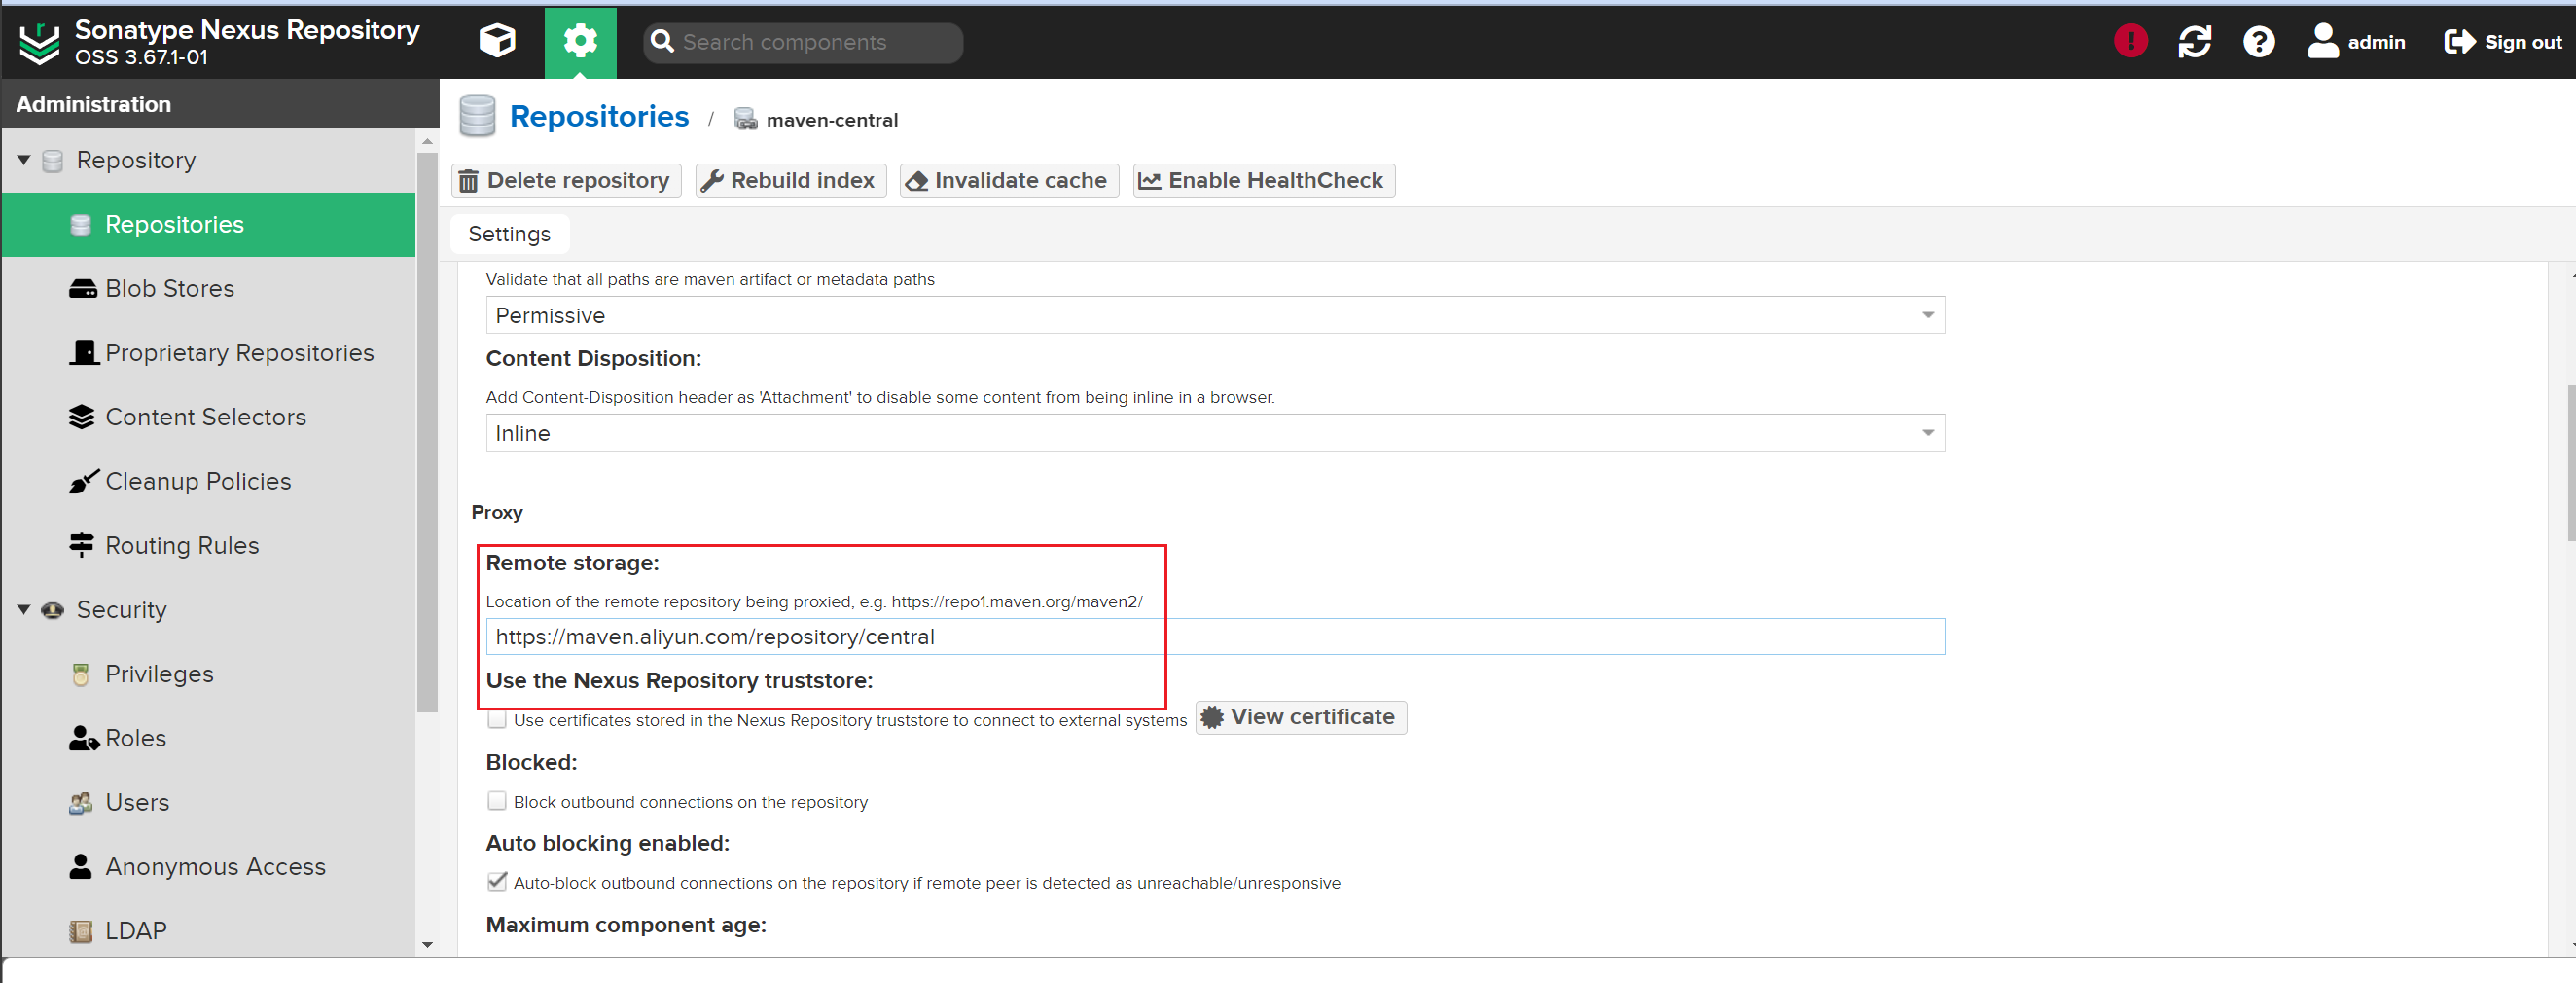 Sonatype Nexus Repository
OSS 3.67.1-01
Search components
admin
Sign out
Administration
Repository
Repositories
Blob Stores
Proprietary Repositories
Content Selectors
Cleanup Policies
Routing Rules
Security
Privileges
Roles
Users
Anonymous Access
LDAP
Repositories / maven-central
Delete repository
Rebuild index
Invalidate cache
Enable HealthCheck
Settings
Validate that all paths are maven artifact or metadata paths
Permissive
Content Disposition:
Add Content-Disposition header as 'Attachment' to disable some content from being inline in a browser.
Inline
Proxy
Remote storage:
Location of the remote repository being proxied, e.g. https://repo1.maven.org/maven2/
https://maven.aliyun.com/repository/central
Use the Nexus Repository truststore:
Use certificates stored in the Nexus Repository truststore to connect to external systems
View certificate
Blocked:
Block outbound connections on the repository
Auto blocking enabled:
Auto-block outbound connections on the repository if remote peer is detected as unreachable/unresponsive
Maximum component age: